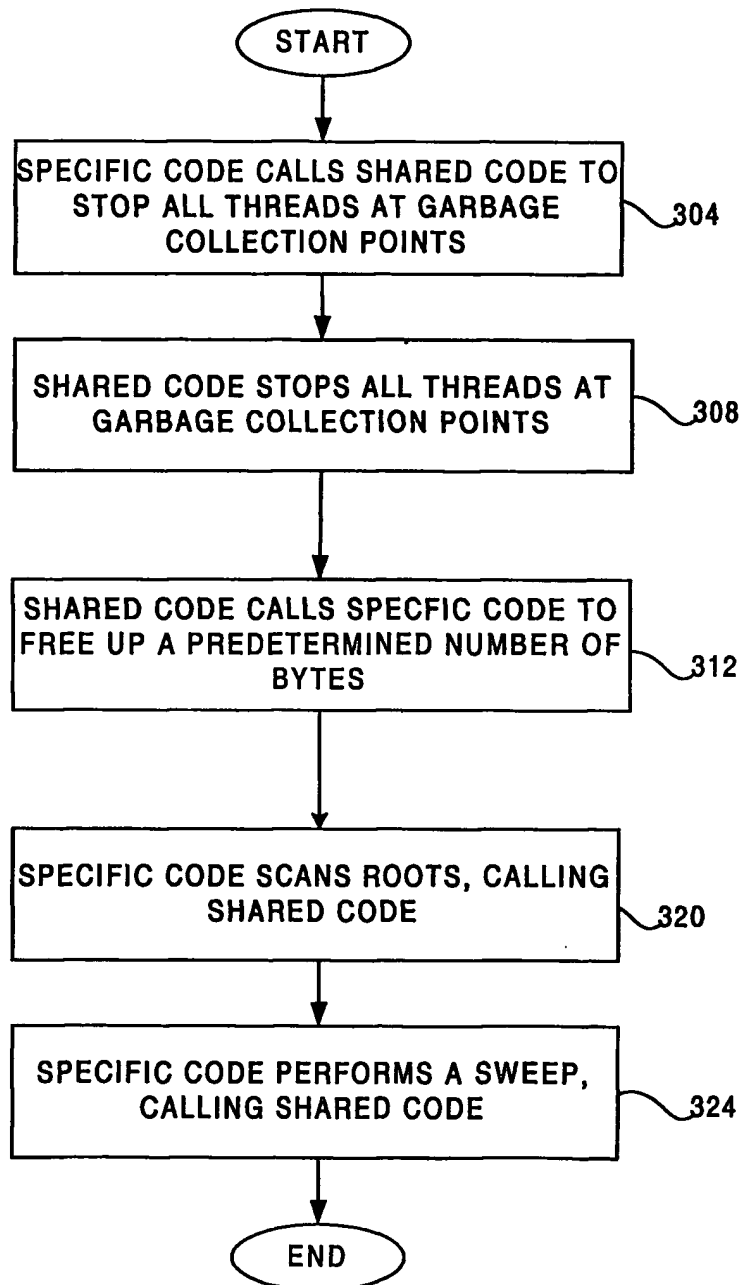 START
SPECIFIC CODE CALLS SHARED CODE TO
STOP ALL THREADS AT GARBAGE
COLLECTION POINTS
304
SHARED CODE STOPS ALL THREADS AT
GARBAGE COLLECTION POINTS
308
SHARED CODE CALLS SPECFIC CODE TO
FREE UP A PREDETERMINED NUMBER OF
BYTES
312
SPECIFIC CODE SCANS ROOTS, CALLING
SHARED CODE
320
SPECIFIC CODE PERFORMS A SWEEP,
CALLING SHARED CODE
324
END